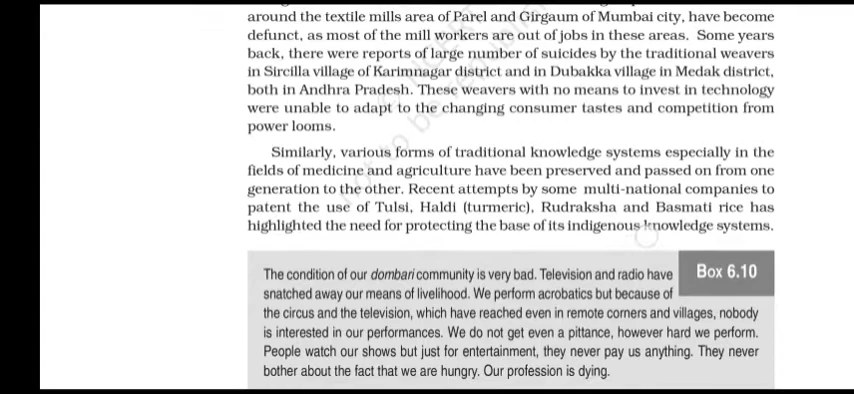 around the textile mills area of Parel and Girgaum of Mumbai city, have become
defunct, as most of the mill workers are out of jobs in these areas. Some years
back, there were reports of large number of suicides by the traditional weavers
in Sircilla village of Karimnagar district and in Dubakka village in Medak district,
both in Andhra Pradesh. These weavers with no means to invest in technology
were unable to adapt to the changing consumer tastes and competition from
power looms.
Similarly, various forms of traditional knowledge systems especially in the
fields of medicine and agriculture have been preserved and passed on from one
generation to the other. Recent attempts by some multi-national companies to
patent the use of Tulsi, Haldi (turmeric), Rudraksha and Basmati rice has
highlighted the need for protecting the base of its indigenous knowledge systems.
Box 6.10
The condition of our dombari community is very bad. Television and radio have
snatched away our means of livelihood. We perform acrobatics but because of
the circus and the television, which have reached even in remote corners and villages, nobody
is interested in our performances. We do not get even a pittance, however hard we perform.
People watch our shows but just for entertainment, they never pay us anything. They never
bother about the fact that we are hungry. Our profession is dying.